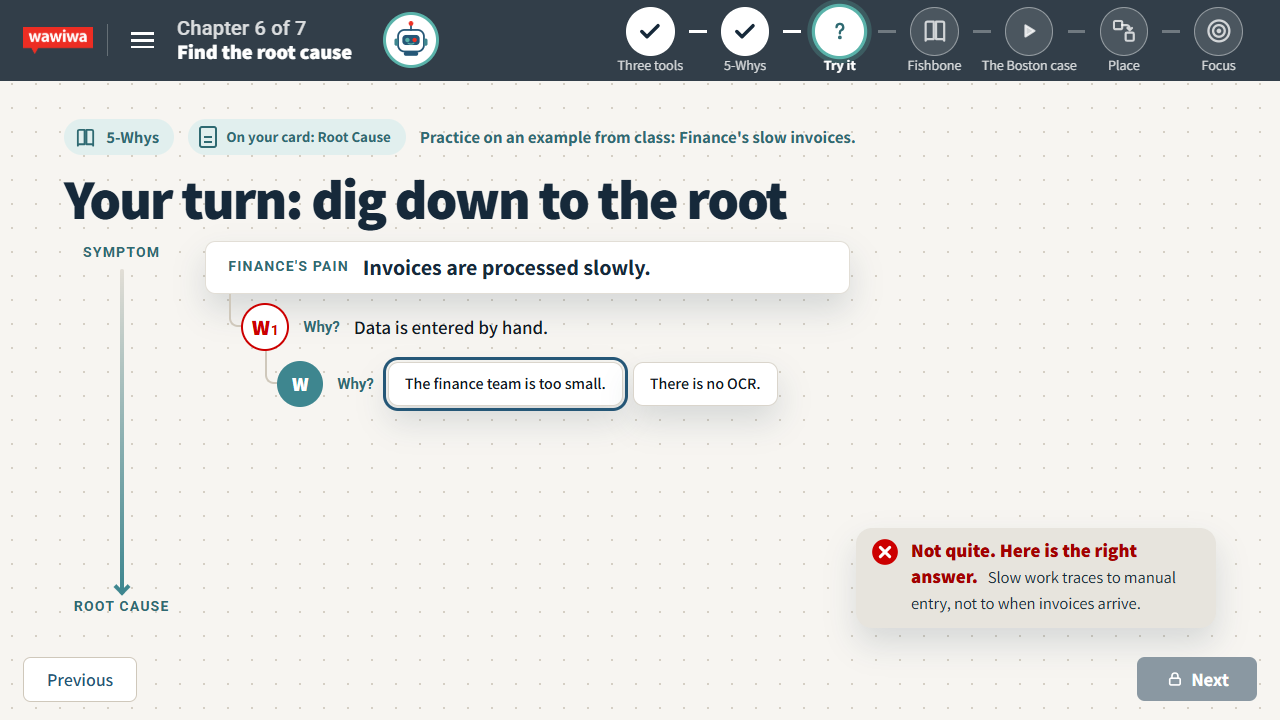 wawiwa
Chapter 6 of 7
Find the root cause
Three tools
5-Whys
?
Try it
Fishbone
The Boston case
Place
Focus
5-Whys
On your card: Root Cause
Practice on an example from class: Finance's slow invoices.
Your turn: dig down to the root
SYMPTOM
FINANCE'S PAIN Invoices are processed slowly.
W1 Why? Data is entered by hand.
W Why? The finance team is too small. There is no OCR.
Not quite. Here is the right
answer. Slow work traces to manual
entry, not to when invoices arrive.
ROOT CAUSE
Previous
Next